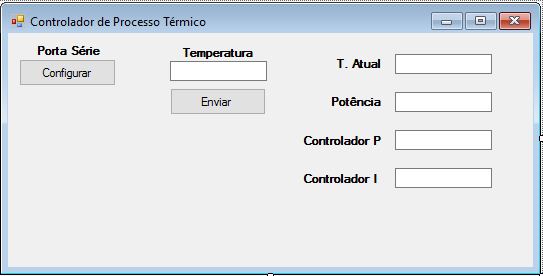 Controlador de Processo Térmico
Porta Série
Configurar
Temperatura
Enviar
T. Atual
Potência
Controlador P
Controlador I